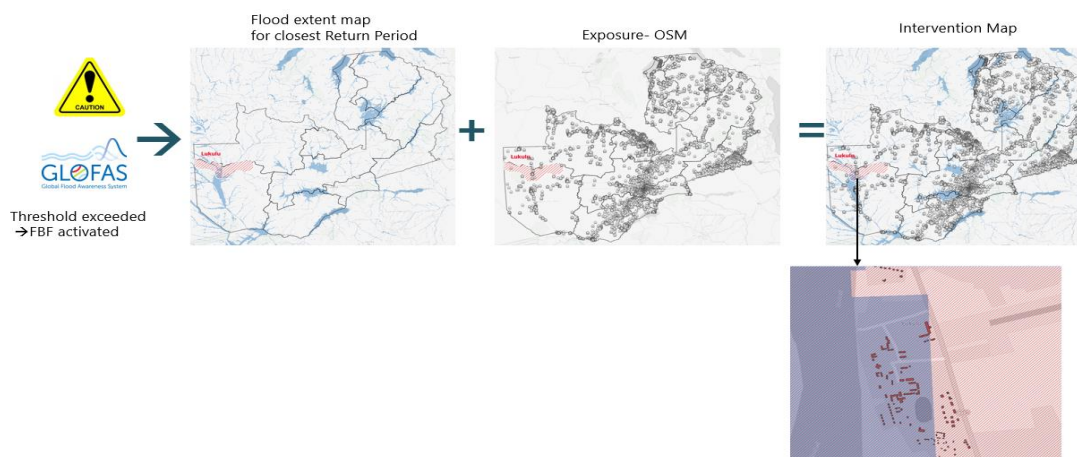 Flood extent map
for closest Return Period
Exposure- OSM
Intervention Map
CAUTION
GLOFAS
Global Flood Awareness System
Threshold exceeded
→FBF activated
Lukulu
Lukulu
Lukulu
+
=